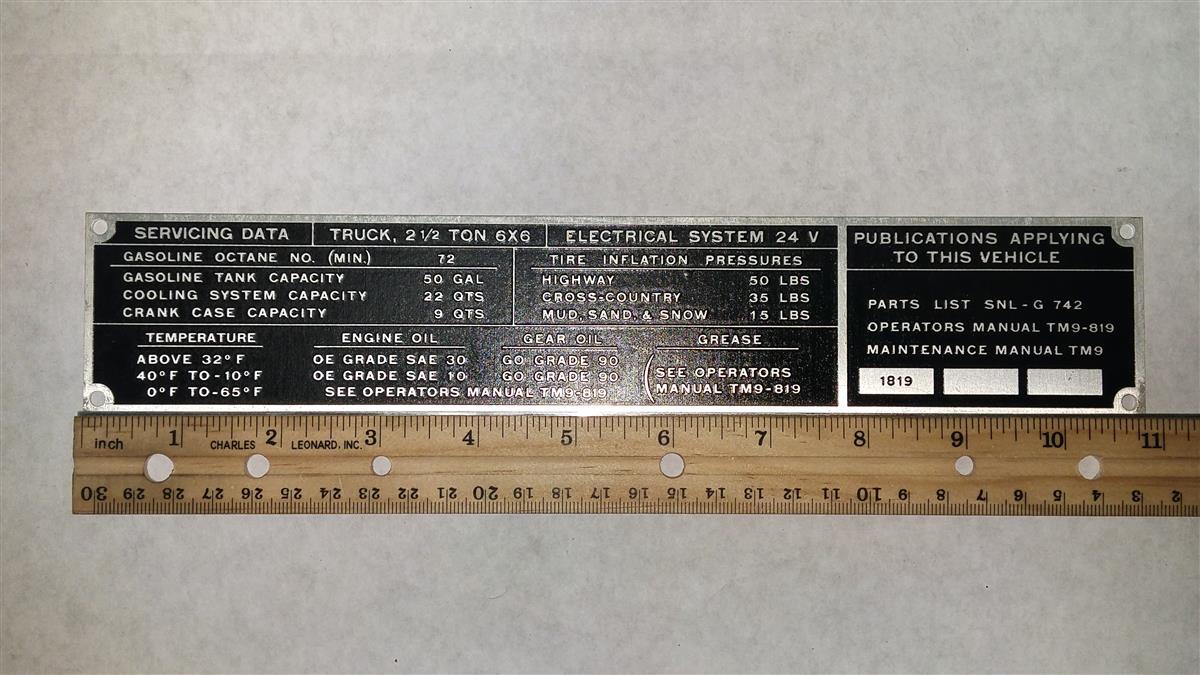 SERVICING DATA
TRUCK, 2 1/2 TON 6X6
ELECTRICAL SYSTEM 24 V
GASOLINE OCTANE NO. (MIN.) 72
GASOLINE TANK CAPACITY 50 GAL
COOLING SYSTEM CAPACITY 22 QTS
CRANK CASE CAPACITY 9 QTS
TIRE INFLATION PRESSURES
HIGHWAY 50 LBS
CROSS-COUNTRY 35 LBS
MUD, SAND, & SNOW 15 LBS
TEMPERATURE ENGINE OIL GEAR OIL GREASE
ABOVE 32° F OE GRADE SAE 30 GO GRADE 90
40° F TO -10° F OE GRADE SAE 10 GO GRADE 90
0° F TO -65° F SEE OPERATORS MANUAL TM9-819
SEE OPERATORS
MANUAL TM9-819
PUBLICATIONS APPLYING
TO THIS VEHICLE
PARTS LIST SNL - G 742
OPERATORS MANUAL TM9-819
MAINTENANCE MANUAL TM9
1819
inch 1 2 3 4 5 6 7 8 9 10 11
CHARLES LEONARD, INC.
30 29 28 27 26 25 24 23 22 21 20 19 18 17 16 15 14 13 12 11 10 9 8 7 6 5 4 3 2